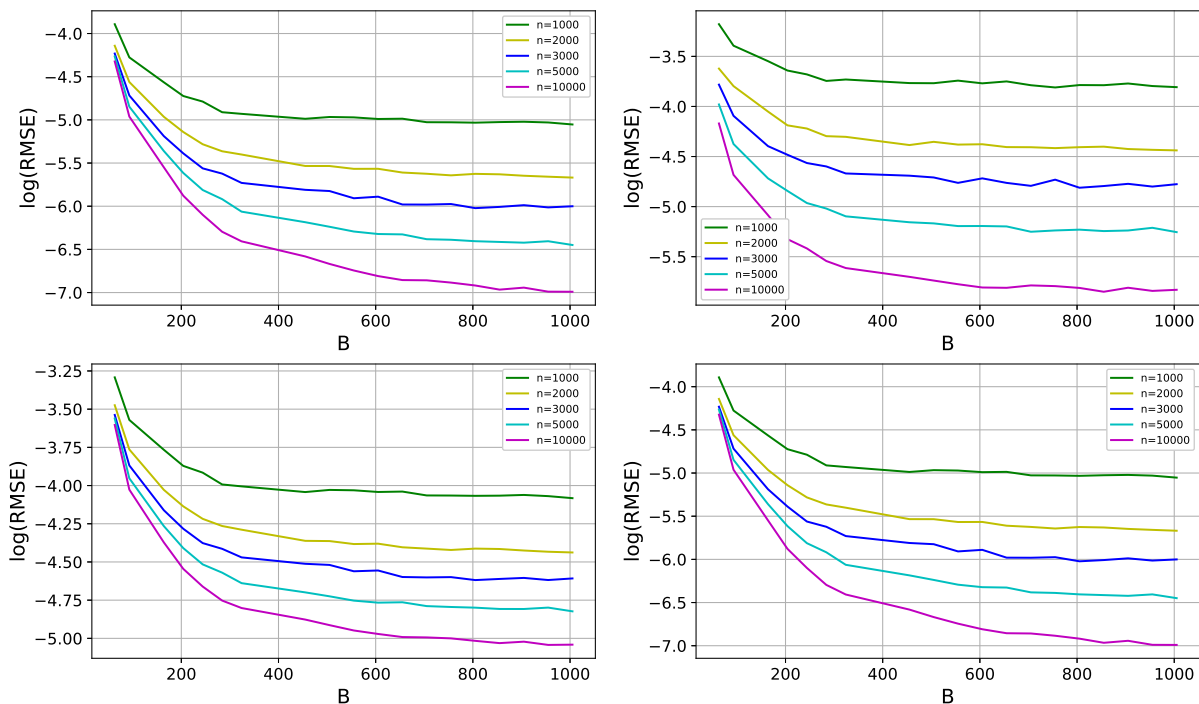 −4.0
−4.5
−5.0
−5.5
−6.0
−6.5
−7.0
log(RMSE)
n=1000
n=2000
n=3000
n=5000
n=10000
200
400
600
800
1000
B
−3.5
−4.0
−4.5
−5.0
−5.5
log(RMSE)
n=1000
n=2000
n=3000
n=5000
n=10000
200
400
600
800
1000
B
−3.25
−3.50
−3.75
−4.00
−4.25
−4.50
−4.75
−5.00
log(RMSE)
n=1000
n=2000
n=3000
n=5000
n=10000
200
400
600
800
1000
B
−4.0
−4.5
−5.0
−5.5
−6.0
−6.5
−7.0
log(RMSE)
n=1000
n=2000
n=3000
n=5000
n=10000
200
400
600
800
1000
B